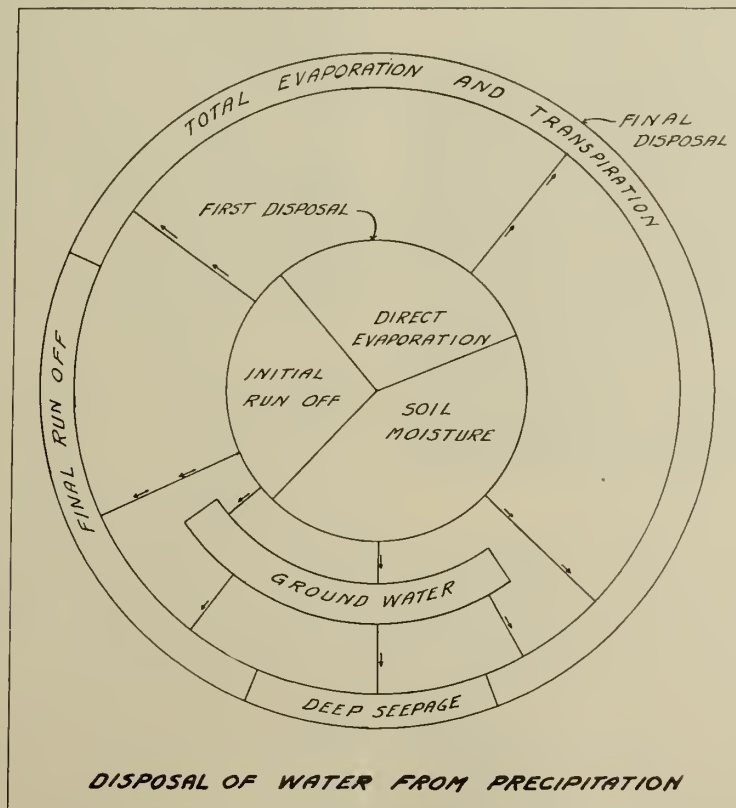 TOTAL EVAPORATION AND TRANSPIRATION
FINAL
DISPOSAL
FIRST DISPOSAL
DIRECT
EVAPORATION
INITIAL
RUN OFF
SOIL
MOISTURE
FINAL RUN OFF
GROUND WATER
DEEP SEEPAGE
DISPOSAL OF WATER FROM PRECIPITATION